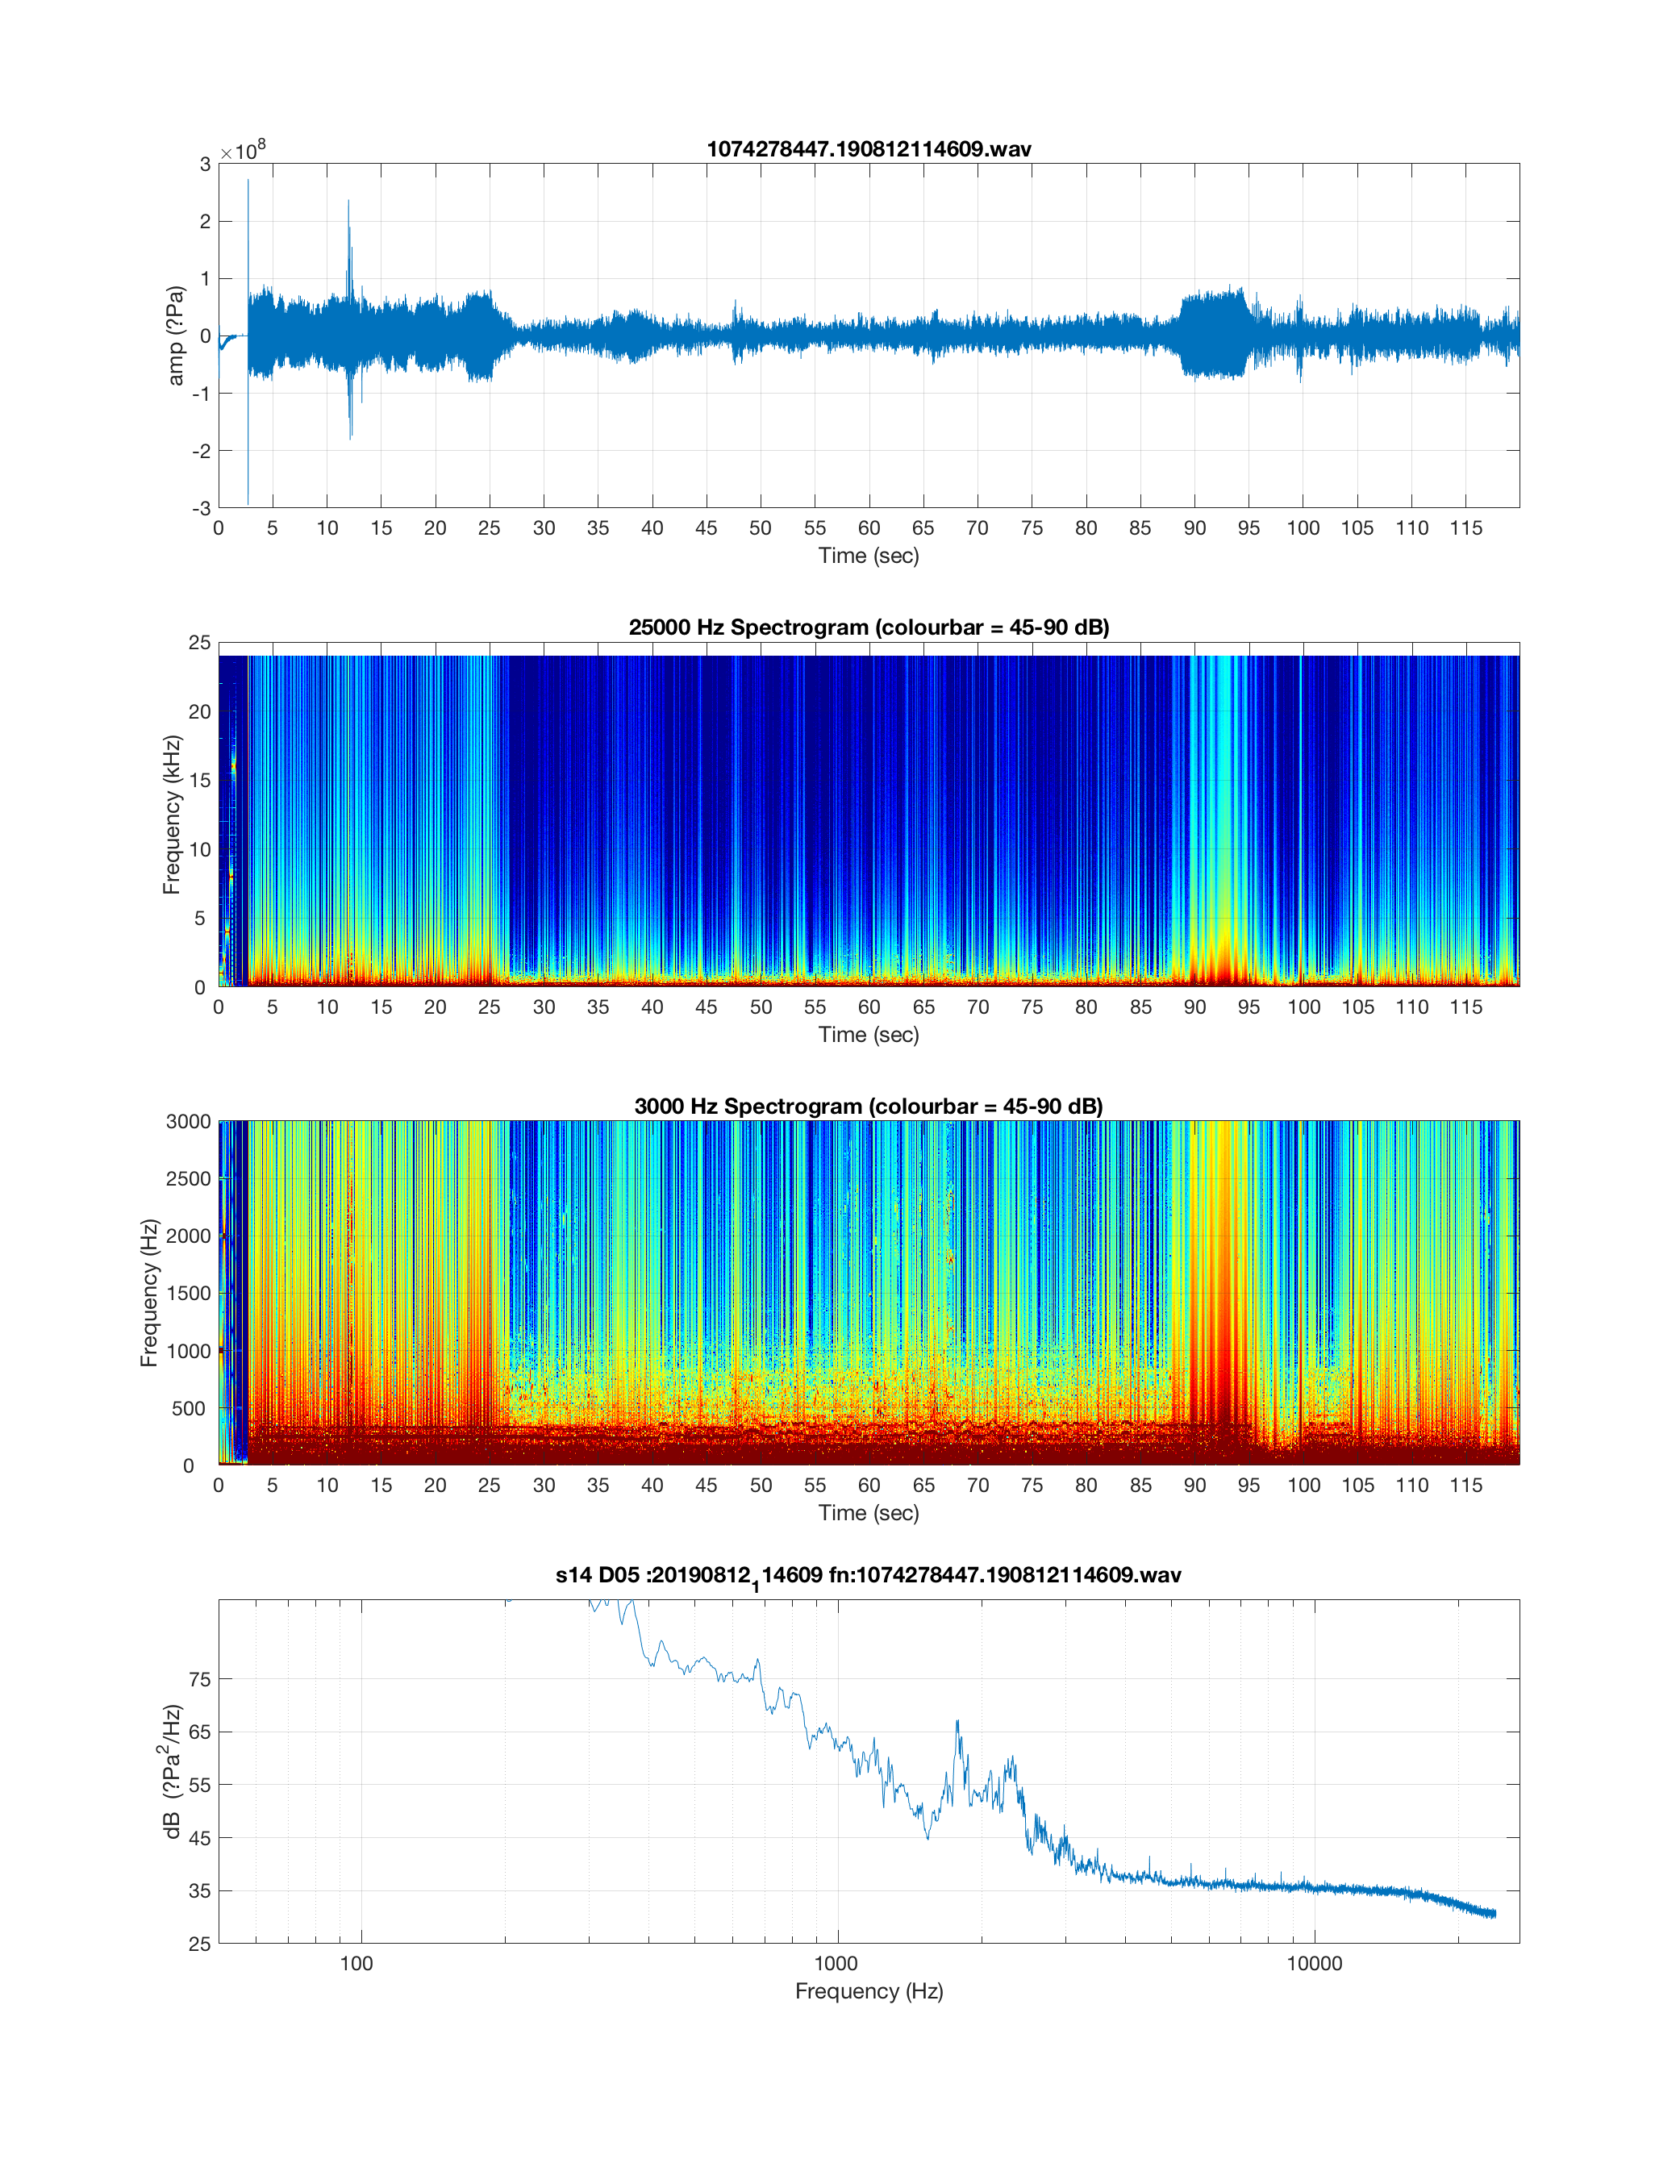 1074278447.190812114609.wav
×10^8
3
2
1
0
-1
-2
-3
amp (?Pa)
0 5 10 15 20 25 30 35 40 45 50 55 60 65 70 75 80 85 90 95 100 105 110 115
Time (sec)
25000 Hz Spectrogram (colourbar = 45-90 dB)
25
20
15
10
5
0
Frequency (kHz)
0 5 10 15 20 25 30 35 40 45 50 55 60 65 70 75 80 85 90 95 100 105 110 115
Time (sec)
3000 Hz Spectrogram (colourbar = 45-90 dB)
3000
2500
2000
1500
1000
500
0
Frequency (Hz)
0 5 10 15 20 25 30 35 40 45 50 55 60 65 70 75 80 85 90 95 100 105 110 115
Time (sec)
s14 D05 :20190812_114609 fn:1074278447.190812114609.wav
75
65
55
45
35
25
dB (?Pa^2/Hz)
100 1000 10000
Frequency (Hz)